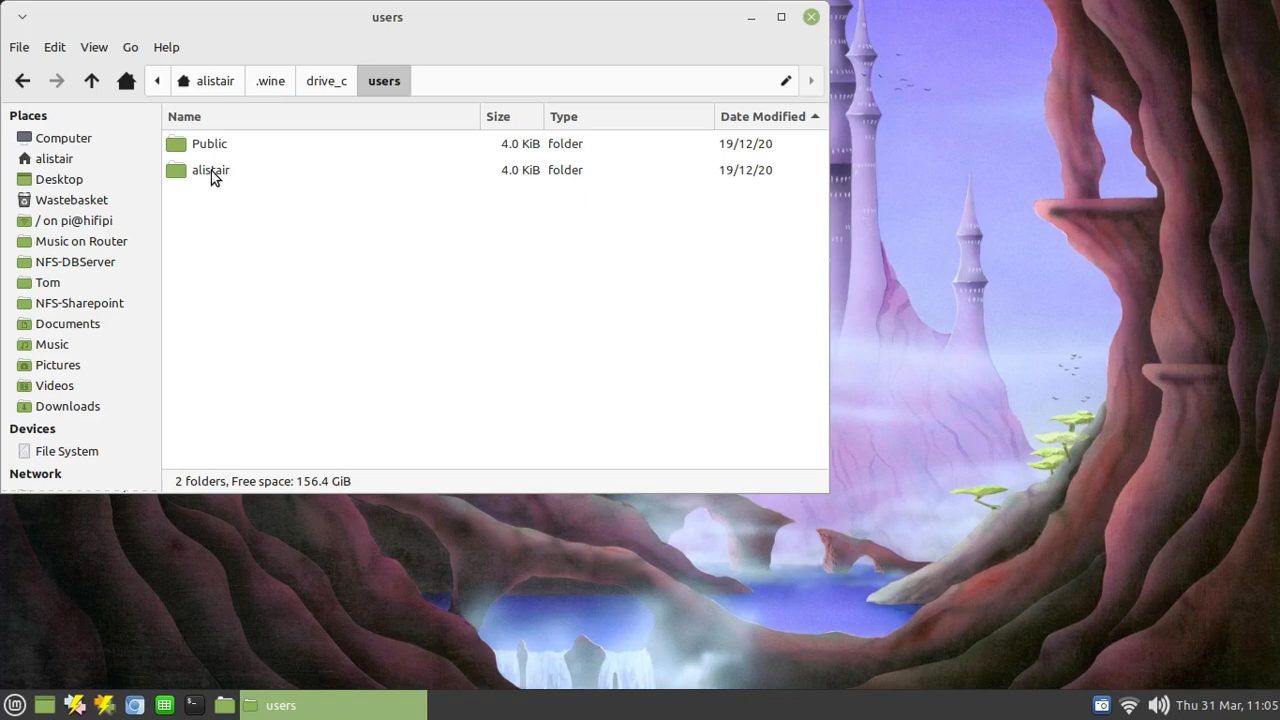 users
File Edit View Go Help
alistair .wine drive_c users
Places
Computer
alistair
Desktop
Wastebasket
/ on pi@hifipi
Music on Router
NFS-DBServer
Tom
NFS-Sharepoint
Documents
Music
Pictures
Videos
Downloads
Devices
File System
Network
Name Size Type Date Modified
Public 4.0 KiB folder 19/12/20
alistair 4.0 KiB folder 19/12/20
2 folders, Free space: 156.4 GiB
users
Thu 31 Mar, 11:05